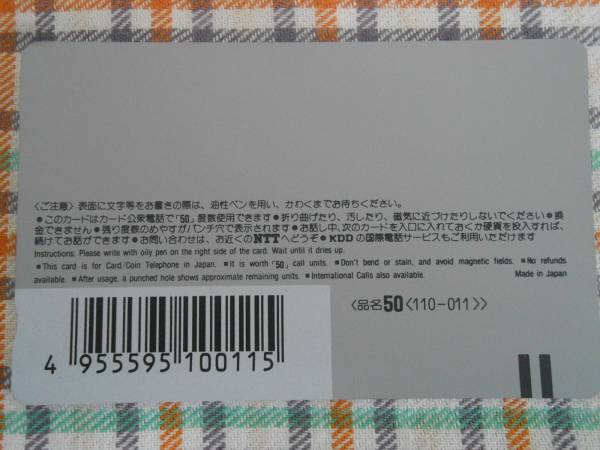 〈ご注意〉表面に文字等をお書きの際は、油性ペンを用い、かわくまでお待ちください。
●このカードはカード公衆電話で「50」度数使用できます●折り曲げたり、汚したり、磁気に近づけたりしないでください●換
金できません●残り度数のめやすがパンチ穴で表示されます●お話し中、次のカードを入口に入れておくか硬貨を投入すれば、
続けてお話ができます●お問い合わせは、お近くのNTTへどうぞ●KDDの国際電話サービスもご利用いただけます
Instructions: Please write with oily pen on the right side of the card. Wait until it dries up.
■This card is for Card/Coin Telephone in Japan. ■It is worth「50」call units. ■Don't bend or stain, and avoid magnetic fields. ■No refunds
available. ■After usage, a punched hole shows approximate remaining units. ■International Calls also available. Made in Japan
〈品名50〈110-011〉〉
4 955595 100115